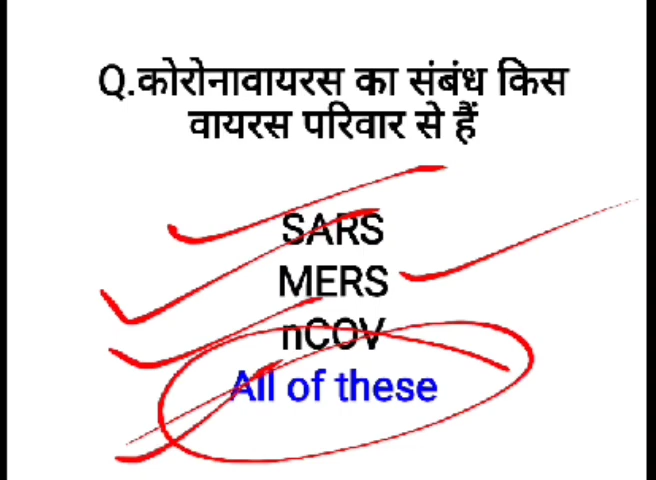 Q.कोरोनावायरस का संबंध किस
वायरस परिवार से हैं
SARS
MERS
nCOV
All of these